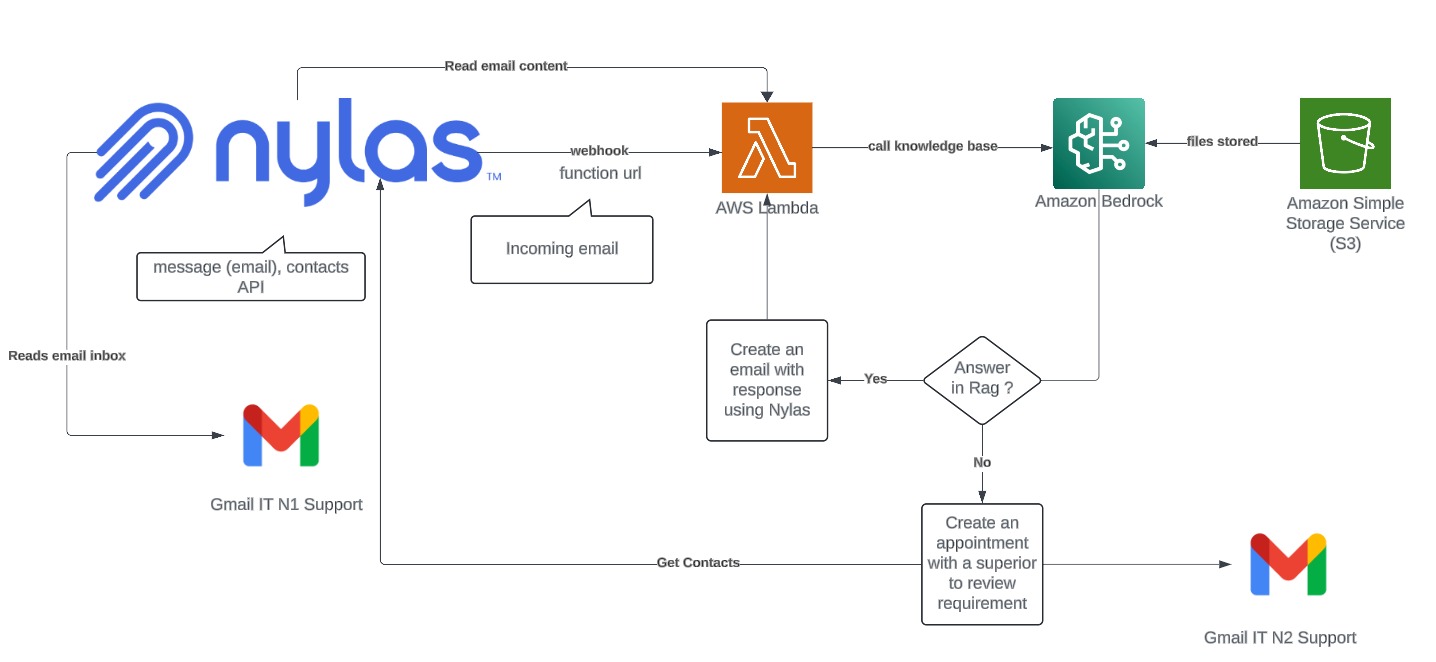 Read email content
nylas
TM
webhook
function url
call knowledge base
files stored
AWS Lambda
Amazon Bedrock
Amazon Simple
Storage Service
(S3)
Incoming email
message (email), contacts
API
Reads email inbox
Create an
email with
response
using Nylas
Yes
Answer
in Rag ?
No
Gmail IT N1 Support
Create an
appointment
with a superior
to review
requirement
Get Contacts
Gmail IT N2 Support